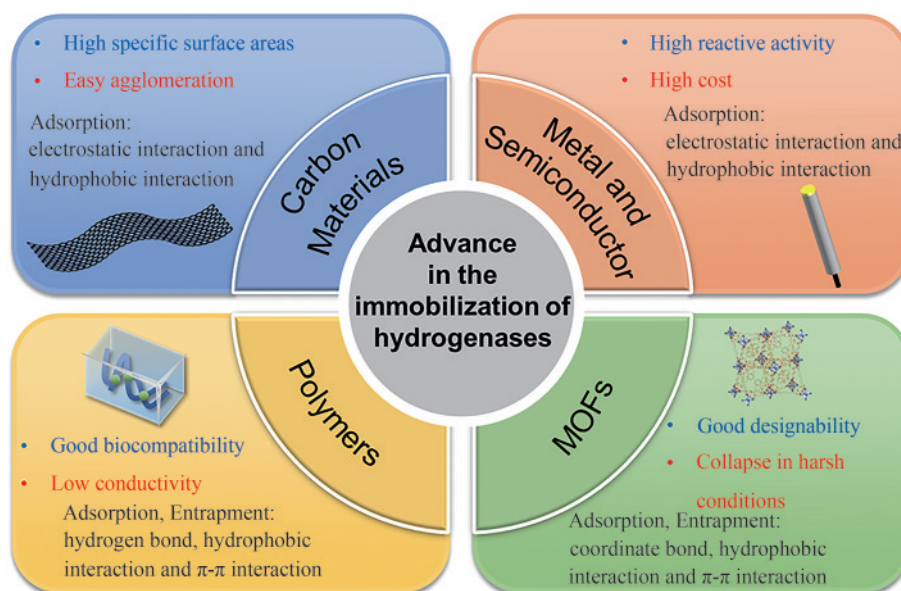 • High specific surface areas
• Easy agglomeration
Adsorption:
electrostatic interaction and
hydrophobic interaction
Carbon
Materials
• High reactive activity
• High cost
Adsorption:
electrostatic interaction and
hydrophobic interaction
Metal and
Semiconductor
Advance
in the
immobilization of
hydrogenases
• Good biocompatibility
• Low conductivity
Adsorption, Entrapment:
hydrogen bond, hydrophobic
interaction and π-π interaction
Polymers
• Good designability
• Collapse in harsh
conditions
Adsorption, Entrapment:
coordinate bond, hydrophobic
interaction and π-π interaction
MOFs